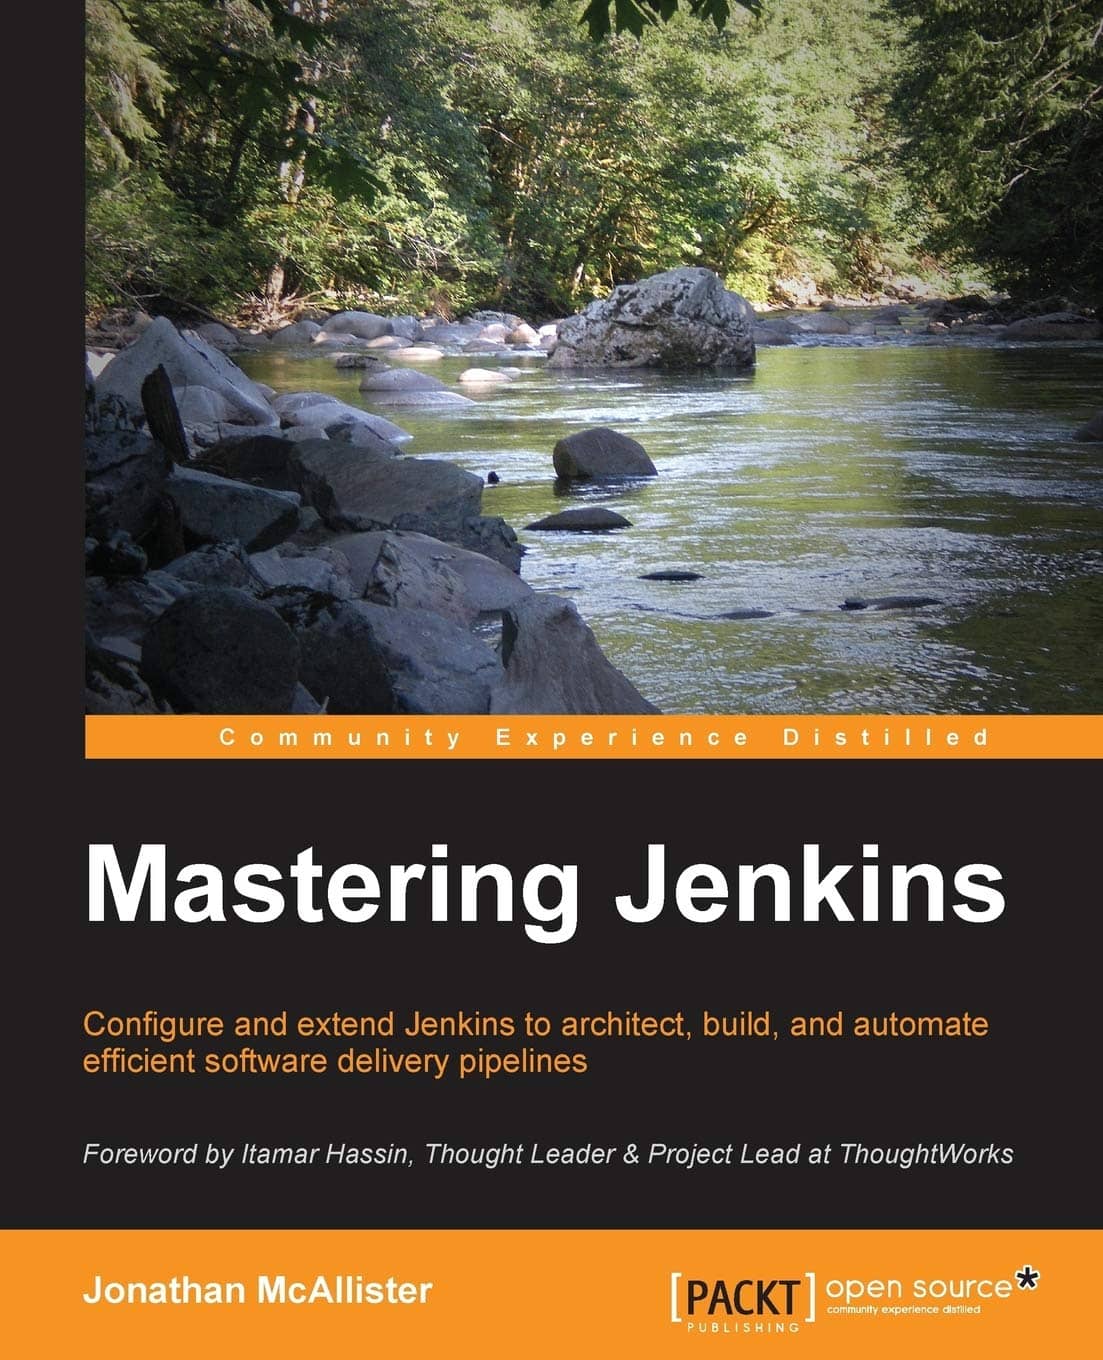 Community Experience Distilled
Mastering Jenkins
Configure and extend Jenkins to architect, build, and automate
efficient software delivery pipelines
Foreword by Itamar Hassin, Thought Leader & Project Lead at ThoughtWorks
Jonathan McAllister
[PACKT]
PUBLISHING
open source*
community experience distilled